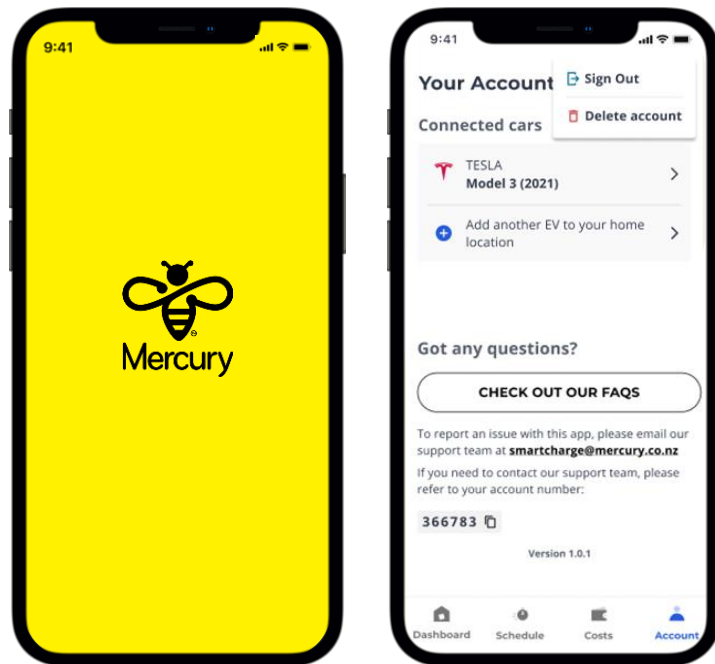 9:41
Mercury
9:41
Your Account
Sign Out
Delete account
Connected cars
TESLA
Model 3 (2021)
Add another EV to your home
location
Got any questions?
CHECK OUT OUR FAQS
To report an issue with this app, please email our
support team at smartcharge@mercury.co.nz
If you need to contact our support team, please
refer to your account number:
366783
Version 1.0.1
Dashboard
Schedule
Costs
Account